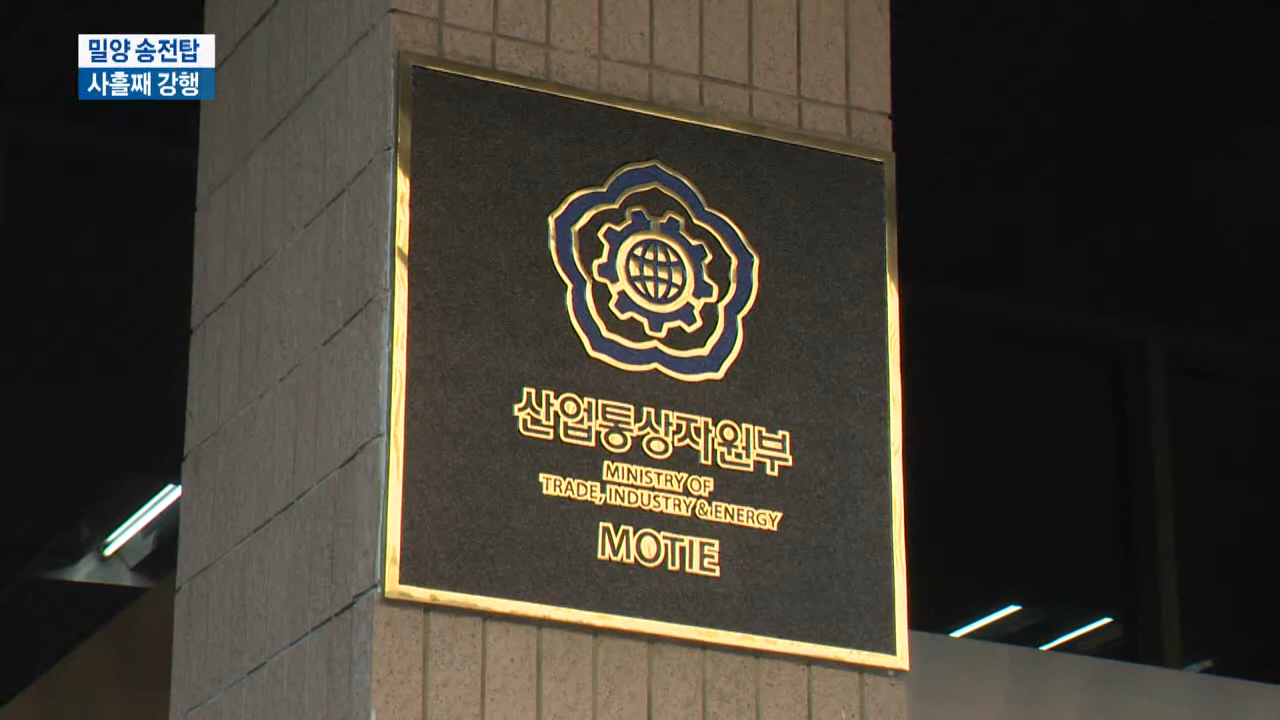 밀양 송전탑
사흘째 강행
산업통상자원부
MINISTRY OF
TRADE, INDUSTRY & ENERGY
MOTIE